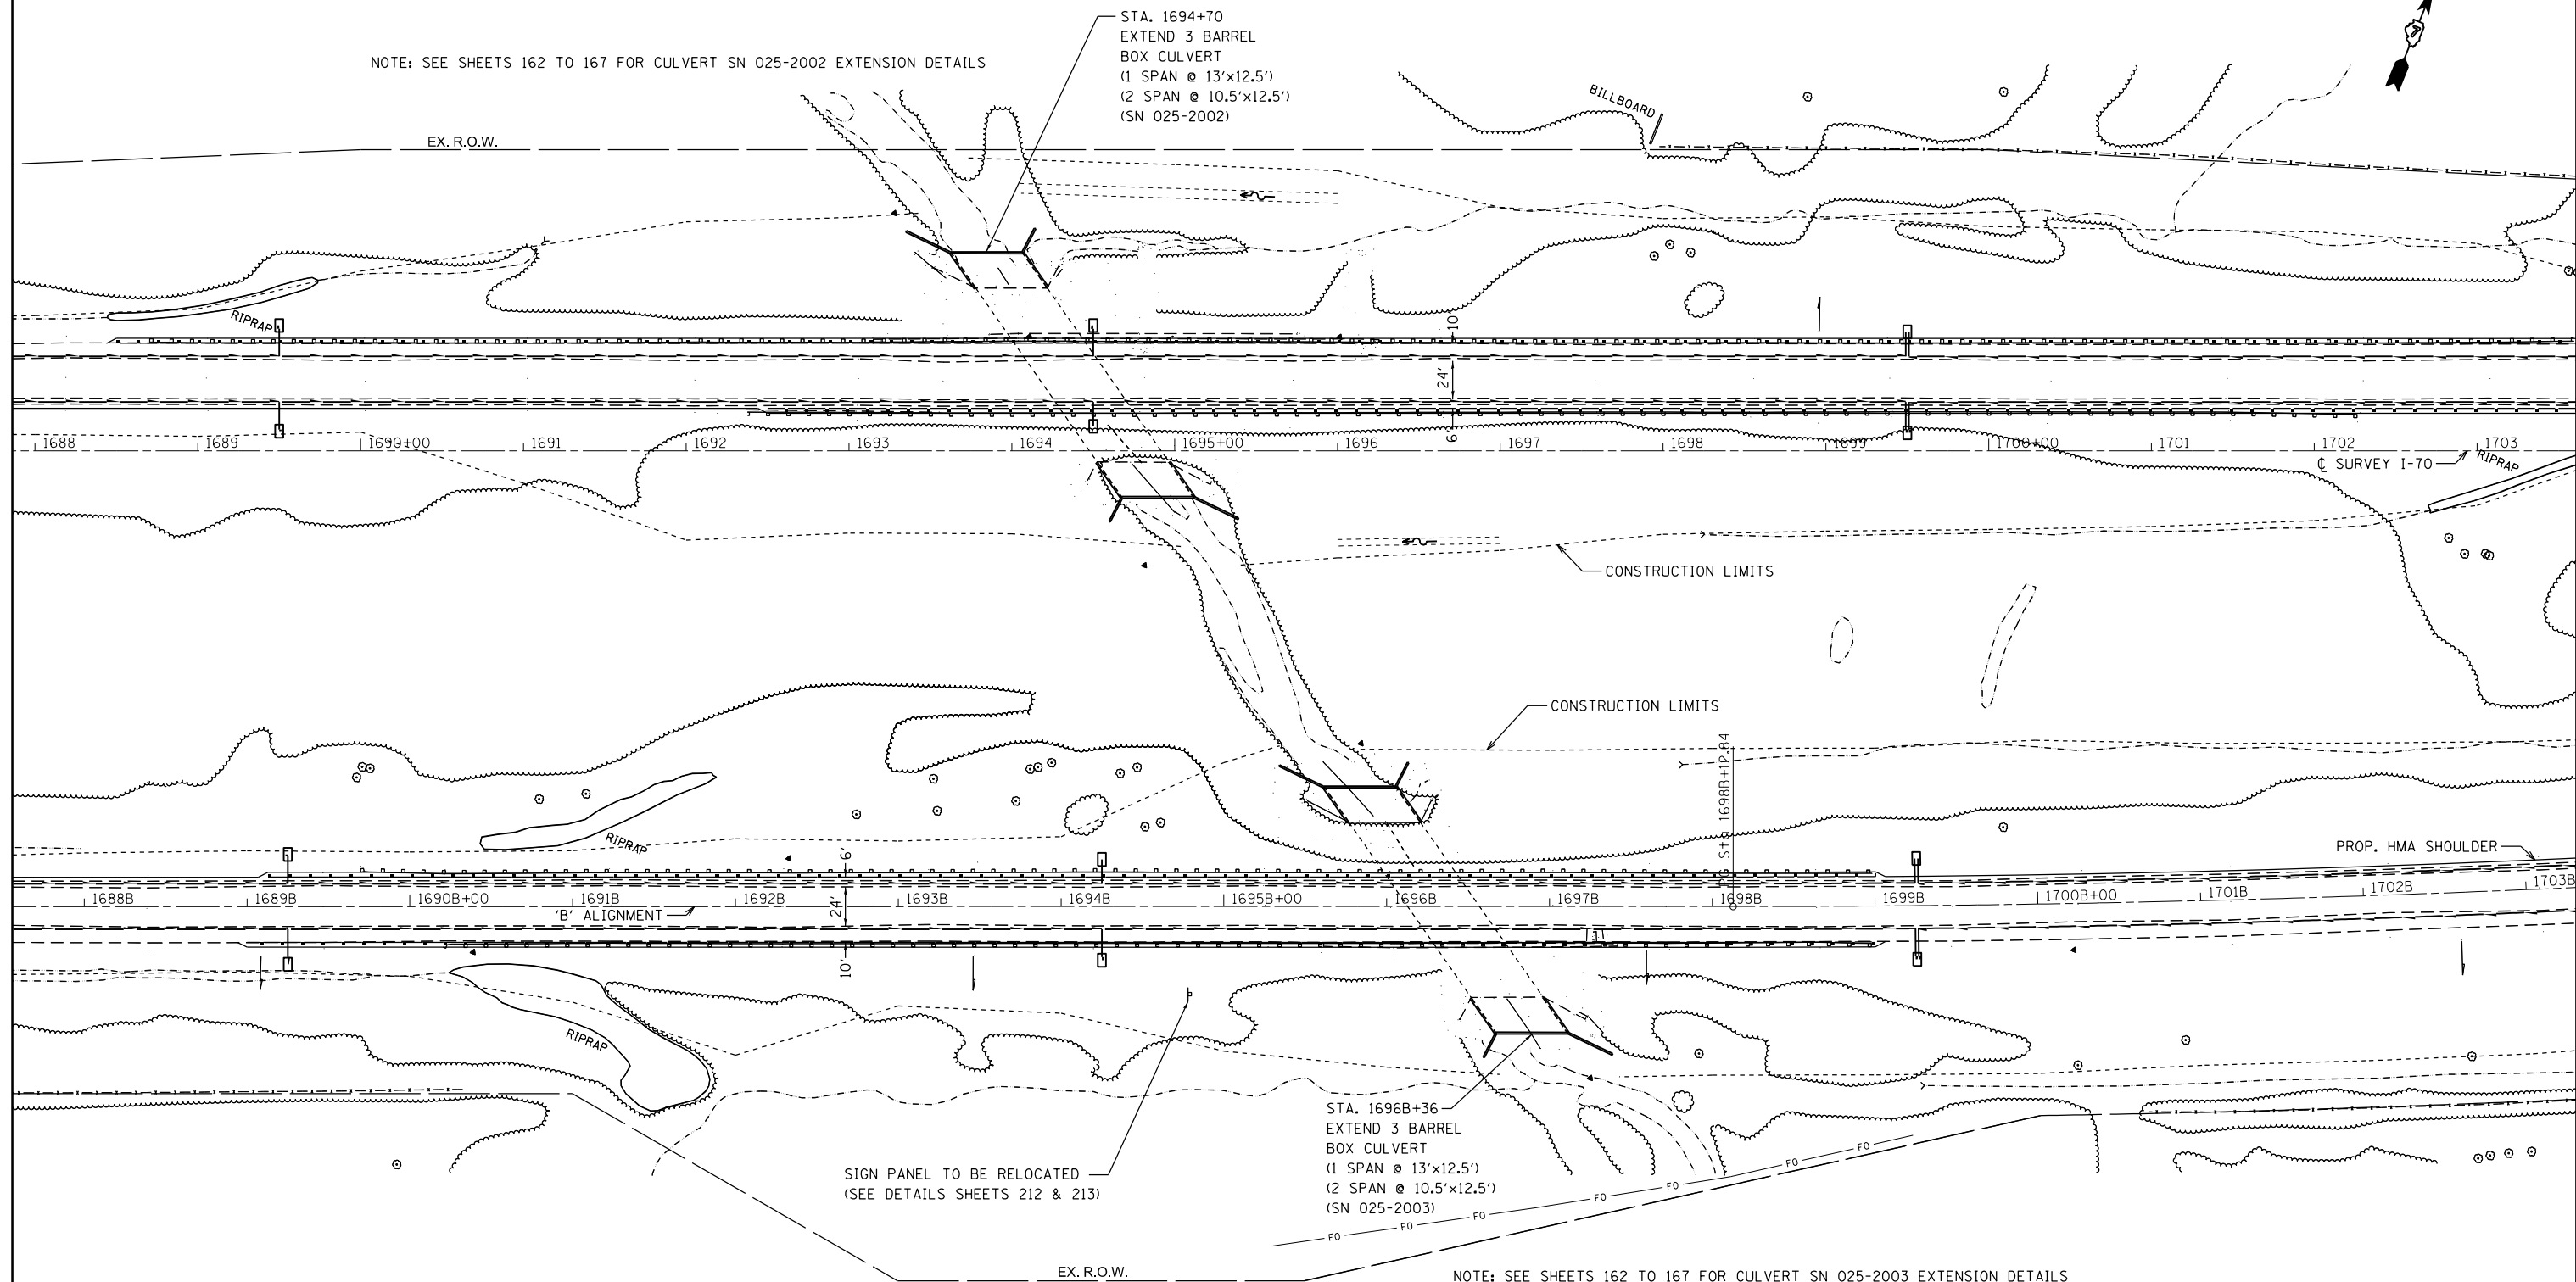 STA. 1694+70
EXTEND 3 BARREL
BOX CULVERT
(1 SPAN @ 13'x12.5')
(2 SPAN @ 10.5'x12.5')
(SN 025-2002)
NOTE: SEE SHEETS 162 TO 167 FOR CULVERT SN 025-2002 EXTENSION DETAILS
BILLBOARD
EX. R.O.W.
RIPRAP
10'
24'
6'
1688 1689 1699+00 1691 1692 1693 1694 1695+00 1696 1697 1698 1699 1700+00 1701 1702 1703
℄ SURVEY I-70
RIPRAP
CONSTRUCTION LIMITS
CONSTRUCTION LIMITS
Sta 1698B+12.84
RIPRAP
PROP. HMA SHOULDER
6'
24'
10'
1688B 1689B 1690B+00 1691B 1692B 1693B 1694B 1695B+00 1696B 1697B 1698B 1699B 1700B+00 1701B 1702B 1703B
'B' ALIGNMENT
RIPRAP
STA. 1696B+36
EXTEND 3 BARREL
BOX CULVERT
(1 SPAN @ 13'x12.5')
(2 SPAN @ 10.5'x12.5')
(SN 025-2003)
SIGN PANEL TO BE RELOCATED
(SEE DETAILS SHEETS 212 & 213)
FO FO FO FO FO FO FO
EX. R.O.W.
NOTE: SEE SHEETS 162 TO 167 FOR CULVERT SN 025-2003 EXTENSION DETAILS